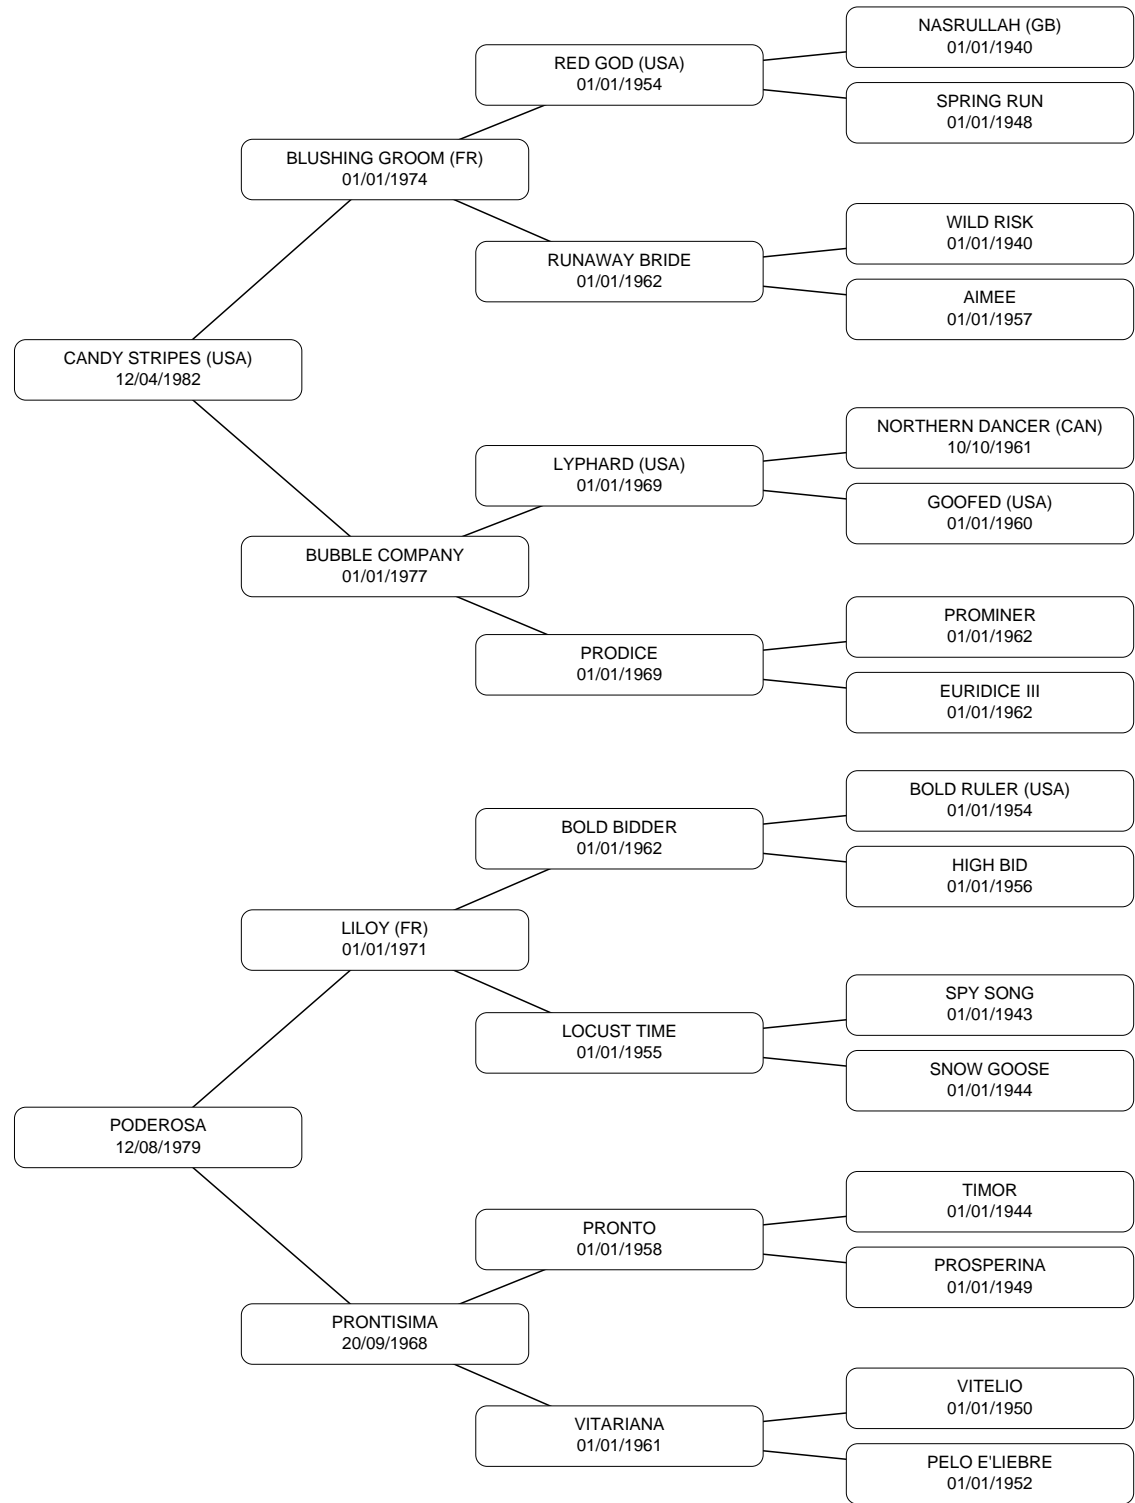 NASRULLAH (GB)
01/01/1940
RED GOD (USA)
01/01/1954
SPRING RUN
01/01/1948
BLUSHING GROOM (FR)
01/01/1974
WILD RISK
01/01/1940
RUNAWAY BRIDE
01/01/1962
AIMEE
01/01/1957
CANDY STRIPES (USA)
12/04/1982
NORTHERN DANCER (CAN)
10/10/1961
LYPHARD (USA)
01/01/1969
GOOFED (USA)
01/01/1960
BUBBLE COMPANY
01/01/1977
PROMINER
01/01/1962
PRODICE
01/01/1969
EURIDICE III
01/01/1962
BOLD RULER (USA)
01/01/1954
BOLD BIDDER
01/01/1962
HIGH BID
01/01/1956
LILOY (FR)
01/01/1971
SPY SONG
01/01/1943
LOCUST TIME
01/01/1955
SNOW GOOSE
01/01/1944
PODEROSA
12/08/1979
TIMOR
01/01/1944
PRONTO
01/01/1958
PROSPERINA
01/01/1949
PRONTISIMA
20/09/1968
VITELIO
01/01/1950
VITARIANA
01/01/1961
PELO E'LIEBRE
01/01/1952